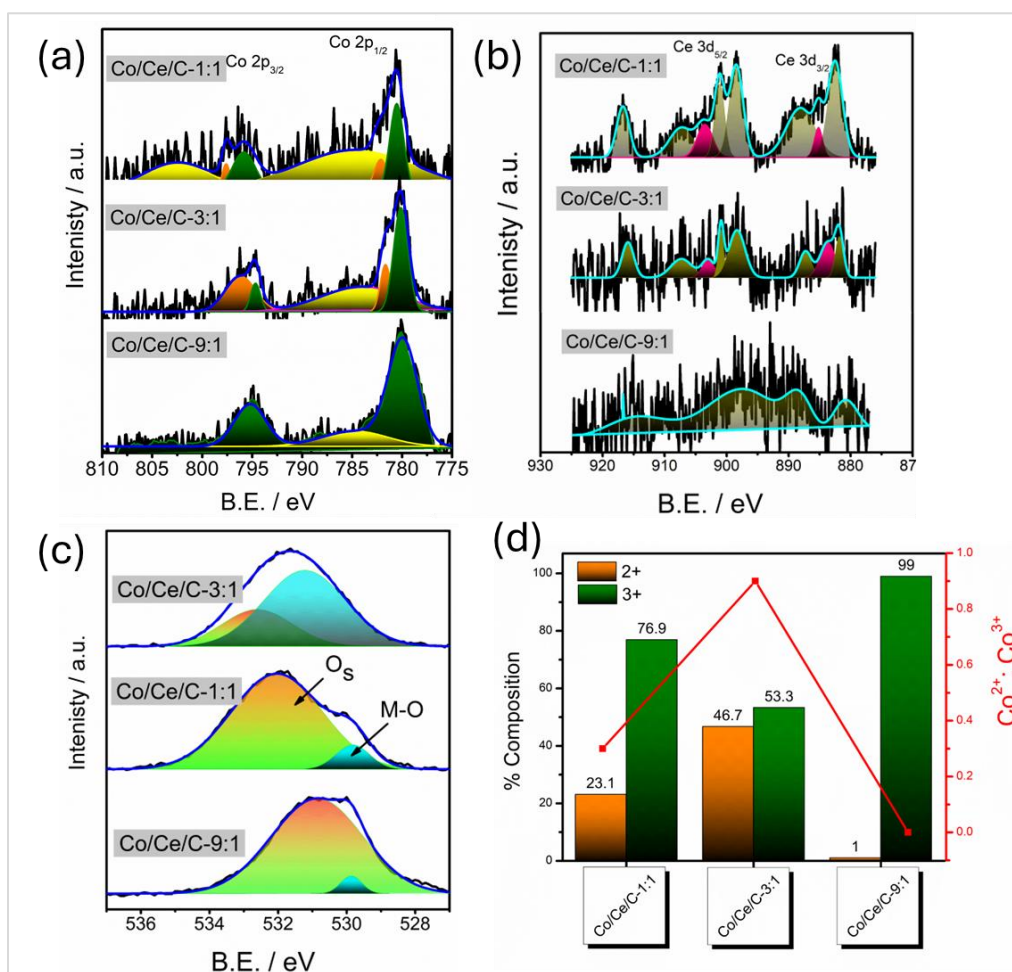 (a)
Co/Ce/C-1:1
Co 2p3/2
Co 2p1/2
Co/Ce/C-3:1
Co/Ce/C-9:1
Intenisty / a.u.
810 805 800 795 790 785 780 775
B.E. / eV
(b)
Co/Ce/C-1:1
Ce 3d5/2
Ce 3d3/2
Co/Ce/C-3:1
Co/Ce/C-9:1
Intenisty / a.u.
930 920 910 900 890 880 87
B.E. / eV
(c)
Co/Ce/C-3:1
Co/Ce/C-1:1
Os
M-O
Co/Ce/C-9:1
Intenisty / a.u.
536 534 532 530 528
B.E. / eV
(d)
2+
3+
100
80
60
40
20
0
% Composition
23.1
76.9
46.7
53.3
1
99
1.0
0.8
0.6
0.4
0.2
0.0
Co2+· Co3+
Co/Ce/C-1:1
Co/Ce/C-3:1
Co/Ce/C-9:1